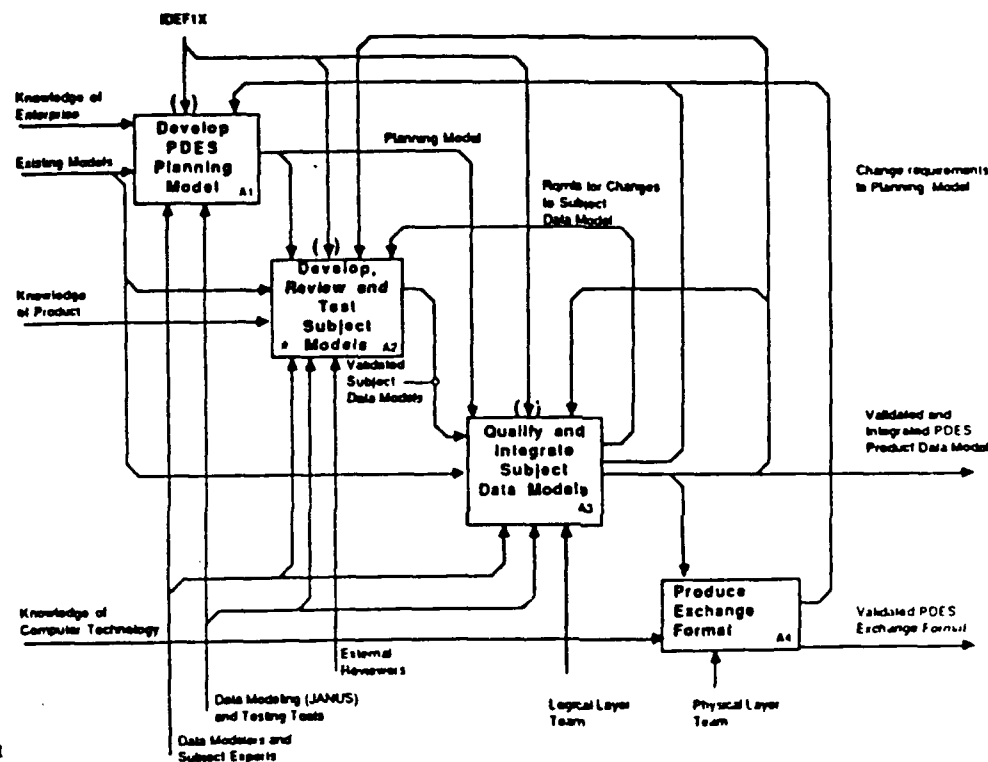 IDEF1X
Knowledge of
Enterprise
( )
Develop
PDES
Planning
Model
A1
Existing Models
Planning Model
Rqmts for Changes
to Subject
Data Model
Change requirements
to Planning Model
( )
Develop,
Review and
Test
Subject
Models
A2
Knowledge
of Product
Validated
Subject
Data Models
( )
Qualify and
Integrate
Subject
Data Models
A3
Validated and
Integrated PDES
Product Data Model
Produce
Exchange
Format
A4
Knowledge of
Computer Technology
Validated PDES
Exchange Format
External
Reviewers
Data Modeling (JANUS)
and Testing Tools
Logical Layer
Team
Physical Layer
Team
Data Modelers and
Subject Experts